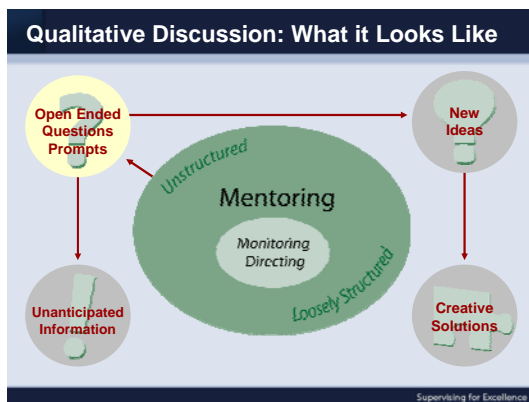 Qualitative Discussion: What it Looks Like
Open Ended
Questions
Prompts
New
Ideas
Unstructured
Mentoring
Monitoring
Directing
Loosely Structured
Unanticipated
Information
Creative
Solutions
Supervising for Excellence